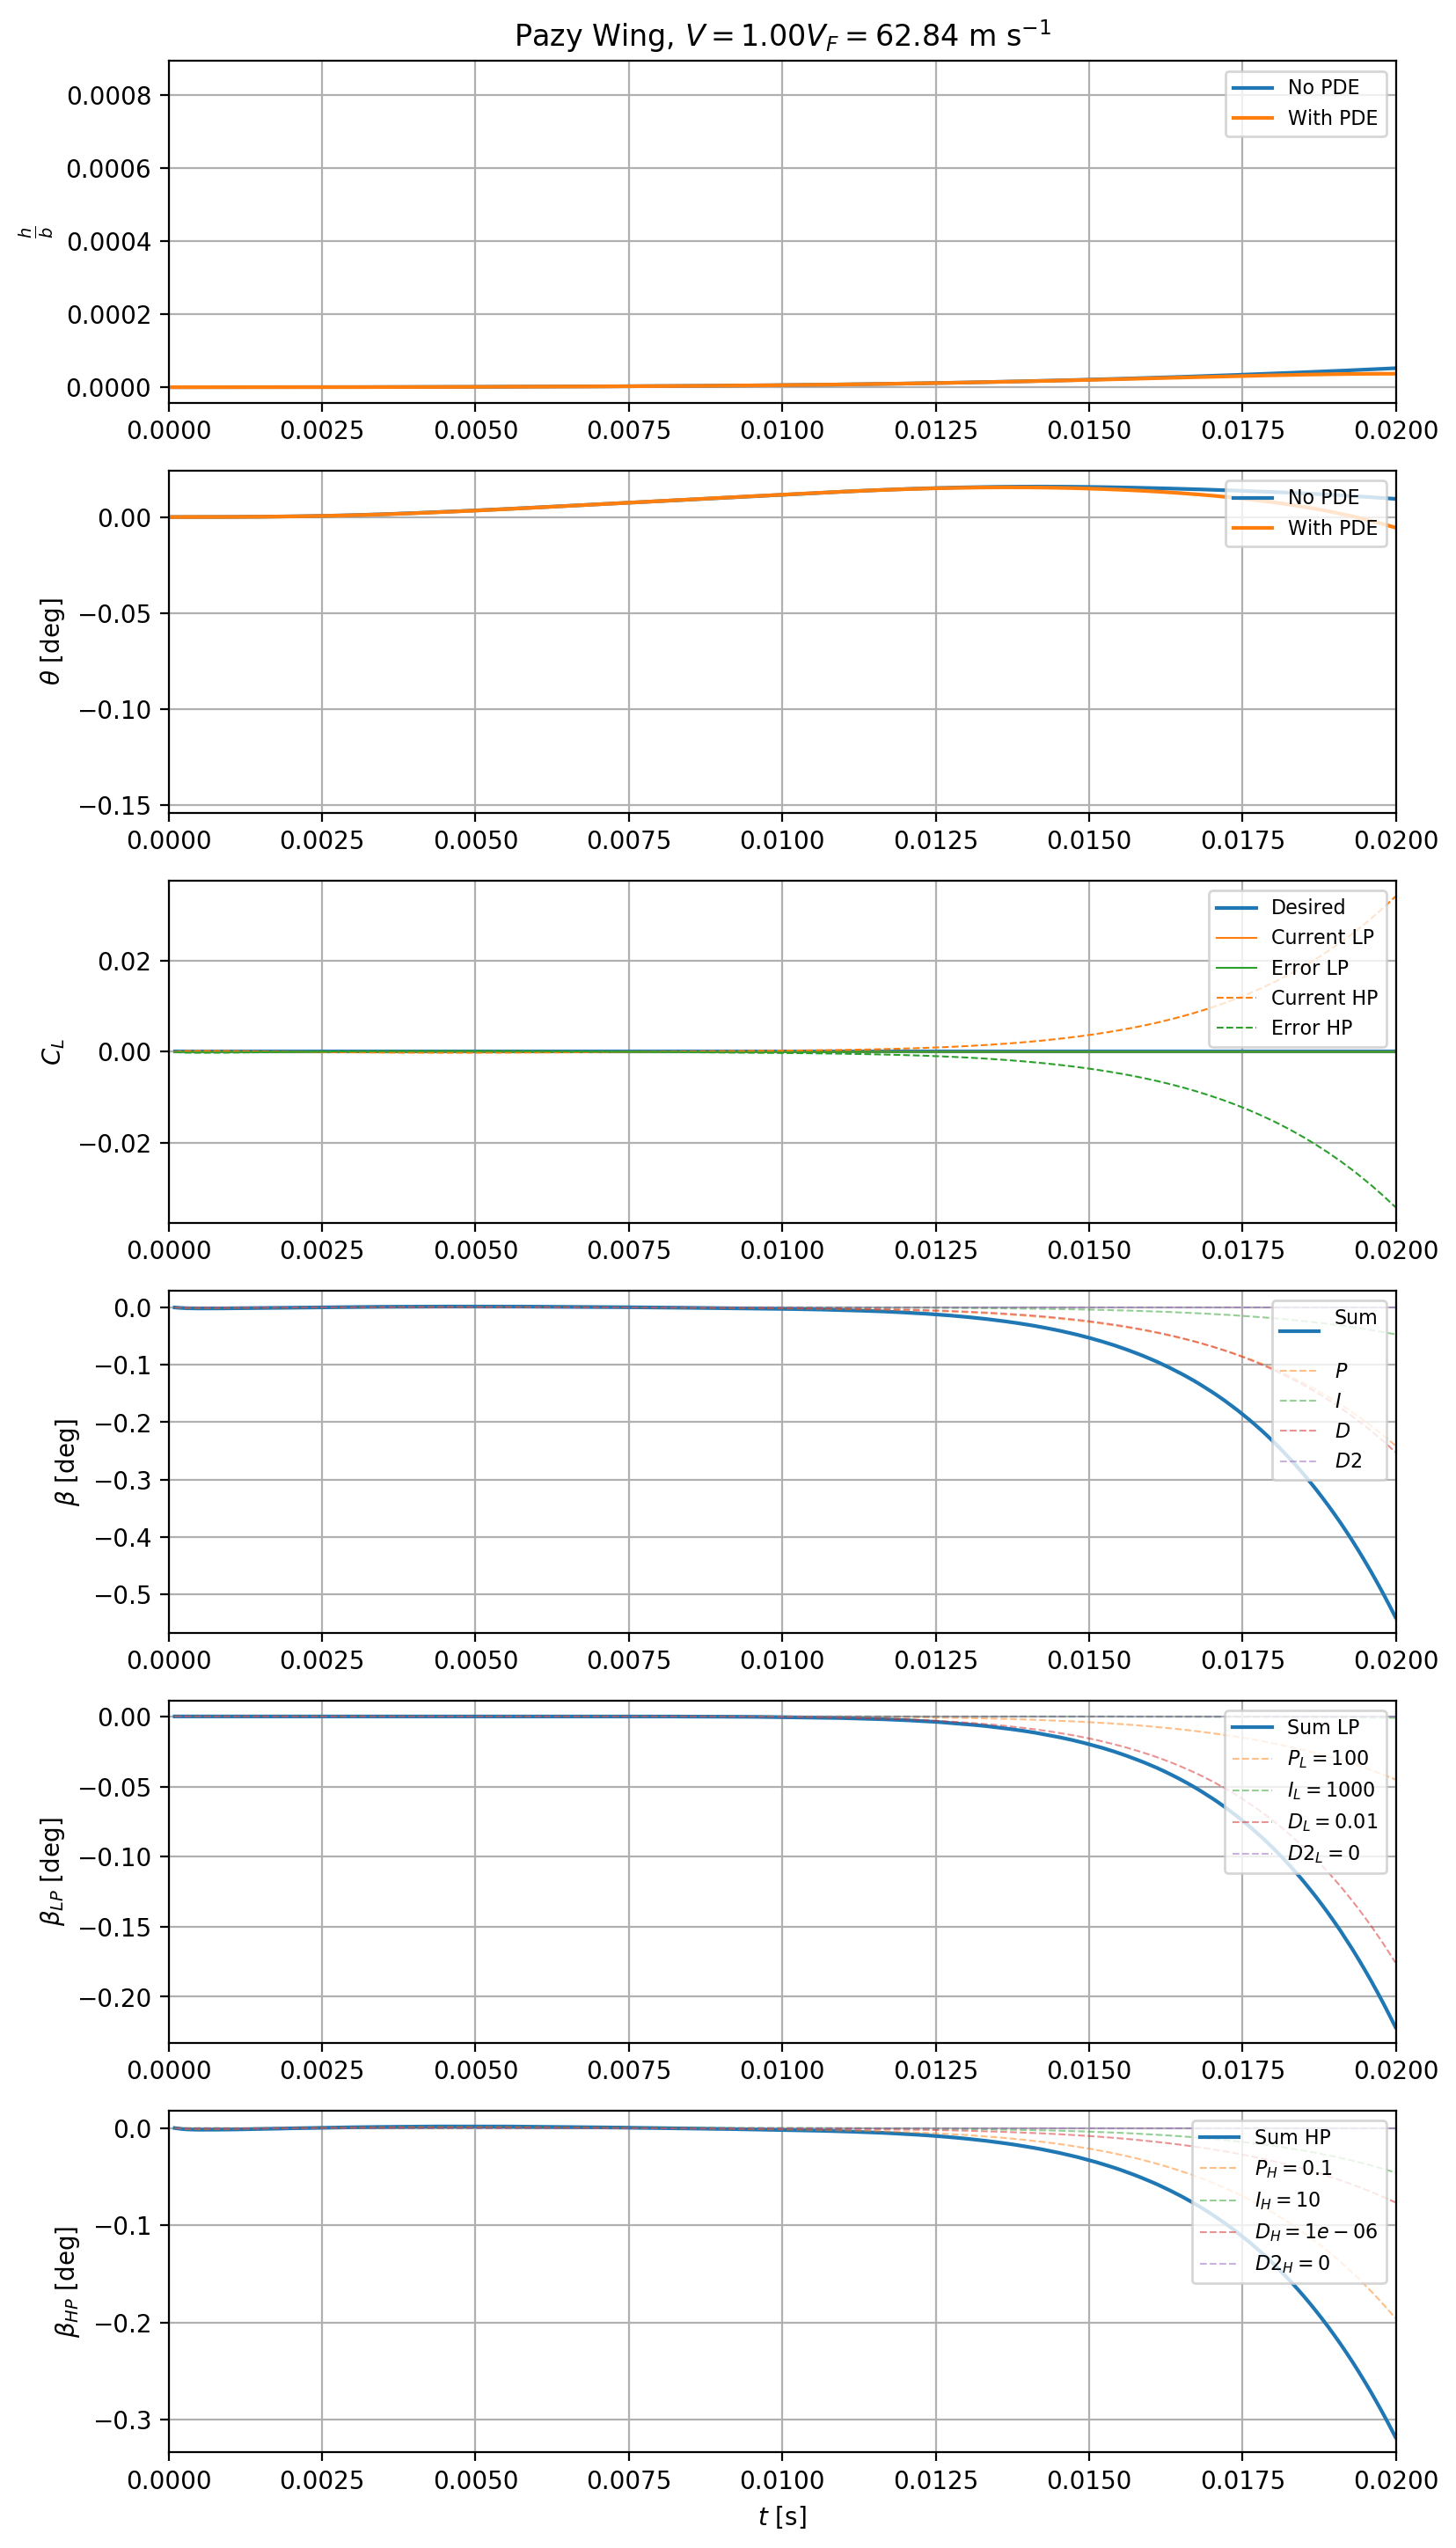 Pazy Wing, V = 1.00V_F = 62.84 m s⁻¹
0.0008
0.0006
0.0004
0.0002
0.0000
h/b
No PDE
With PDE
0.0000 0.0025 0.0050 0.0075 0.0100 0.0125 0.0150 0.0175 0.0200
0.00
−0.05
−0.10
−0.15
θ [deg]
No PDE
With PDE
0.0000 0.0025 0.0050 0.0075 0.0100 0.0125 0.0150 0.0175 0.0200
0.02
0.00
−0.02
C_L
Desired
Current LP
Error LP
Current HP
Error HP
0.0000 0.0025 0.0050 0.0075 0.0100 0.0125 0.0150 0.0175 0.0200
0.0
−0.1
−0.2
−0.3
−0.4
−0.5
β [deg]
Sum
P
I
D
D2
0.0000 0.0025 0.0050 0.0075 0.0100 0.0125 0.0150 0.0175 0.0200
0.00
−0.05
−0.10
−0.15
−0.20
β_LP [deg]
Sum LP
P_L = 100
I_L = 1000
D_L = 0.01
D2_L = 0
0.0000 0.0025 0.0050 0.0075 0.0100 0.0125 0.0150 0.0175 0.0200
0.0
−0.1
−0.2
−0.3
β_HP [deg]
Sum HP
P_H = 0.1
I_H = 10
D_H = 1e − 06
D2_H = 0
0.0000 0.0025 0.0050 0.0075 0.0100 0.0125 0.0150 0.0175 0.0200
t [s]